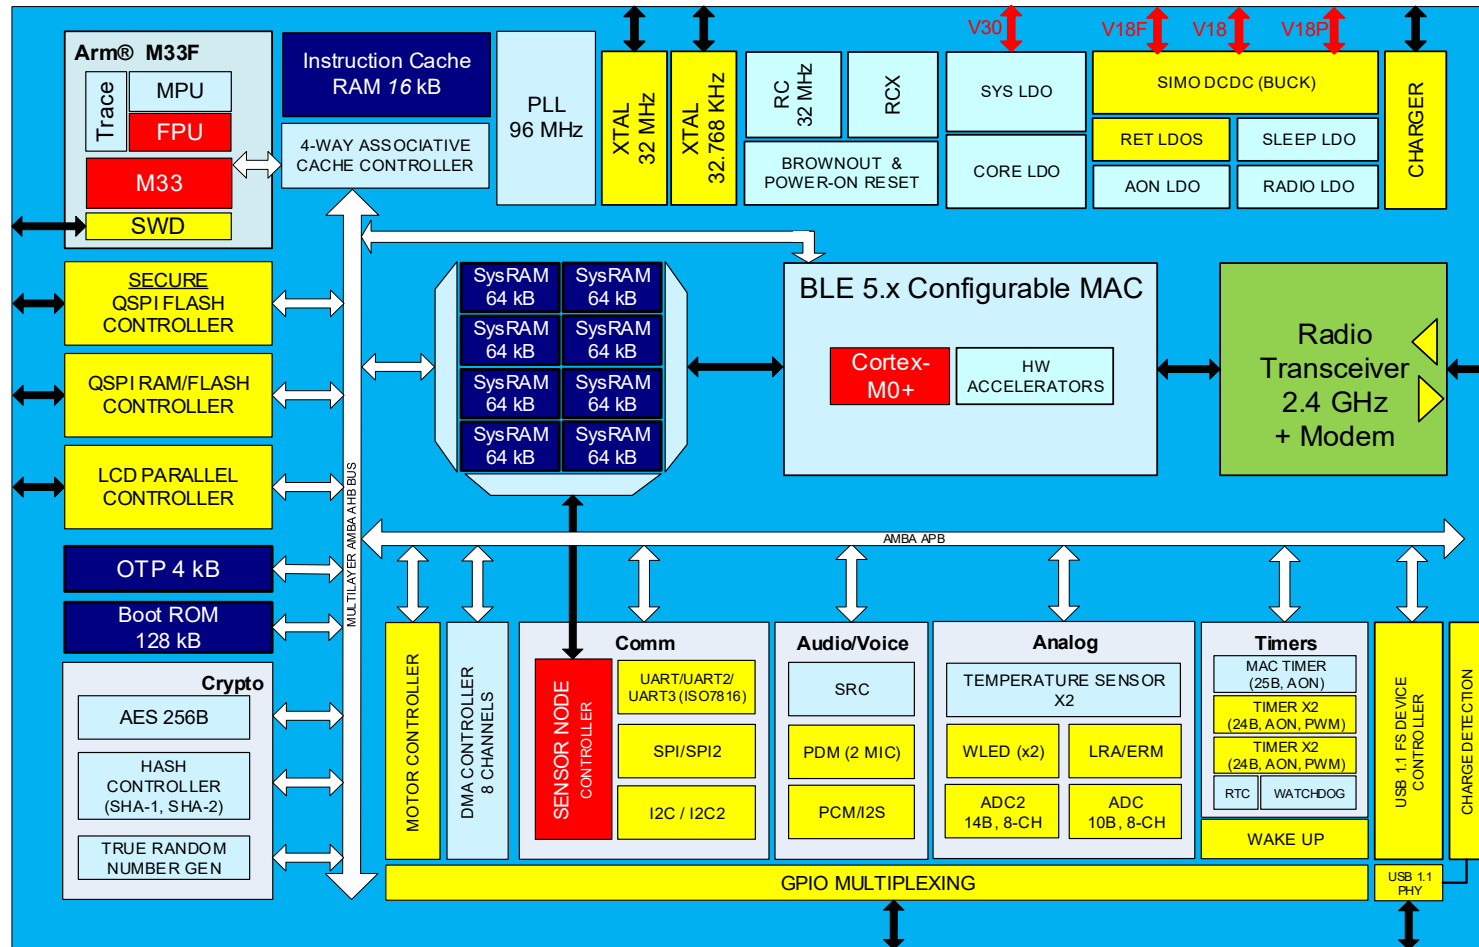 Arm® M33F
Trace
MPU
FPU
M33
SWD
Instruction Cache
RAM 16 kB
4-WAY ASSOCIATIVE
CACHE CONTROLLER
PLL
96 MHz
XTAL
32 MHz
XTAL
32.768 KHz
RC
32 MHz
RCX
BROWNOUT &
POWER-ON RESET
V30
SYS LDO
CORE LDO
V18F
V18
V18P
SIMO DCDC (BUCK)
RET LDOS
SLEEP LDO
AON LDO
RADIO LDO
CHARGER
SECURE
QSPI FLASH
CONTROLLER
QSPI RAM/FLASH
CONTROLLER
LCD PARALLEL
CONTROLLER
OTP 4 kB
Boot ROM
128 kB
Crypto
AES 256B
HASH
CONTROLLER
(SHA-1, SHA-2)
TRUE RANDOM
NUMBER GEN
MULTILAYER AMBA AHB BUS
SysRAM
64 kB
SysRAM
64 kB
SysRAM
64 kB
SysRAM
64 kB
SysRAM
64 kB
SysRAM
64 kB
SysRAM
64 kB
SysRAM
64 kB
BLE 5.x Configurable MAC
Cortex-
M0+
HW
ACCELERATORS
Radio
Transceiver
2.4 GHz
+ Modem
AMBA APB
MOTOR CONTROLLER
DMA CONTROLLER
8 CHANNELS
Comm
SENSOR NODE
CONTROLLER
UART/UART2/
UART3 (ISO7816)
SPI/SPI2
I2C / I2C2
Audio/Voice
SRC
PDM (2 MIC)
PCM/I2S
Analog
TEMPERATURE SENSOR
X2
WLED (x2)
LRA/ERM
ADC2
14B, 8-CH
ADC
10B, 8-CH
Timers
MAC TIMER
(25B, AON)
TIMER X2
(24B, AON, PWM)
TIMER X2
(24B, AON, PWM)
RTC
WATCHDOG
WAKE UP
USB 1.1 FS DEVICE
CONTROLLER
CHARGE DETECTION
GPIO MULTIPLEXING
USB 1.1
PHY